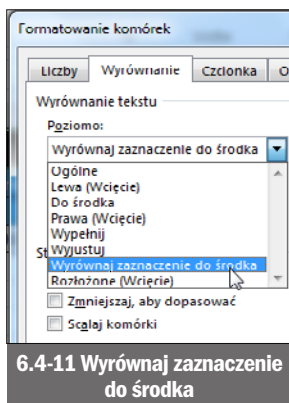 Formatowanie komórek
Liczby Wyrównanie Czcionka O
Wyrównanie tekstu
Poziomo:
Wyrównaj zaznaczenie do środka
Ogólne
Lewa (Wcięcie)
Do środka
Prawa (Wcięcie)
Wypełnij
St Wyjustuj
Wyrównaj zaznaczenie do środka
Rozłożone (Wcięcie)
Zmniejszaj, aby dopasować
Scalaj komórki
6.4-11 Wyrównaj zaznaczenie
do środka